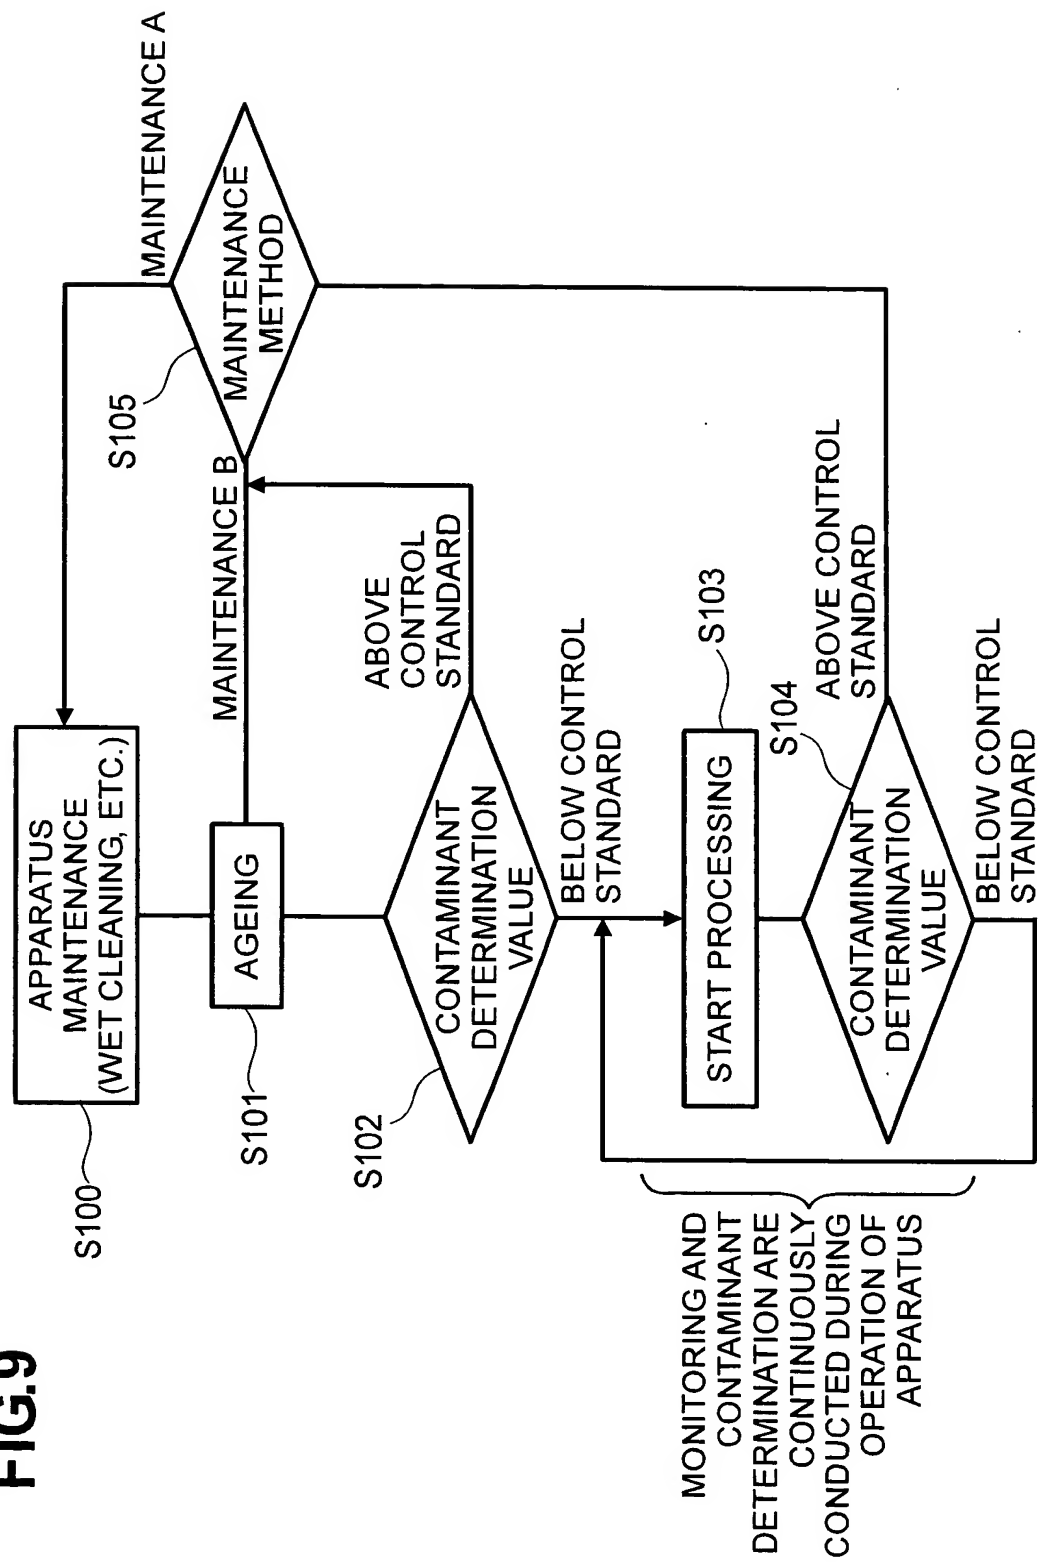 FIG.9
S100
APPARATUS
MAINTENANCE
(WET CLEANING, ETC.)
MAINTENANCE A
S101
AGEING
MAINTENANCE B
S105
MAINTENANCE
METHOD
S102
CONTAMINANT
DETERMINATION
VALUE
ABOVE
CONTROL
STANDARD
BELOW CONTROL
STANDARD
START PROCESSING
S103
MONITORING AND
CONTAMINANT
DETERMINATION ARE
CONTINUOUSLY
CONDUCTED DURING
OPERATION OF
APPARATUS
S104
CONTAMINANT
DETERMINATION
VALUE
ABOVE CONTROL
STANDARD
BELOW CONTROL
STANDARD